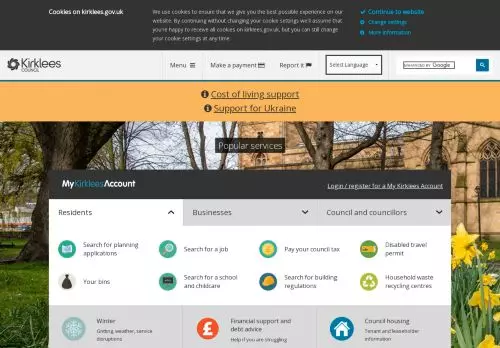 Cookies on kirklees.gov.uk
We use cookies to ensure that we give you the best possible experience on our
website. By continuing without changing your cookie settings we'll assume that
you're happy to receive all cookies on kirklees.gov.uk, but you can still change
your cookie settings at any time.
Continue to website
Change settings
More information
Kirklees
COUNCIL
Menu
Make a payment
Report it
Select Language
ENHANCED BY Google
Cost of living support
Support for Ukraine
Popular services
MyKirkleesAccount
Login / register for a My Kirklees Account
Residents
Businesses
Council and councillors
Search for planning
applications
Search for a job
Pay your council tax
Disabled travel
permit
Your bins
Search for a school
and childcare
Search for building
regulations
Household waste
recycling centres
Winter
Gritting, weather, service
disruptions
Financial support and
debt advice
Help if you are struggling
Council housing
Tenant and leaseholder
information